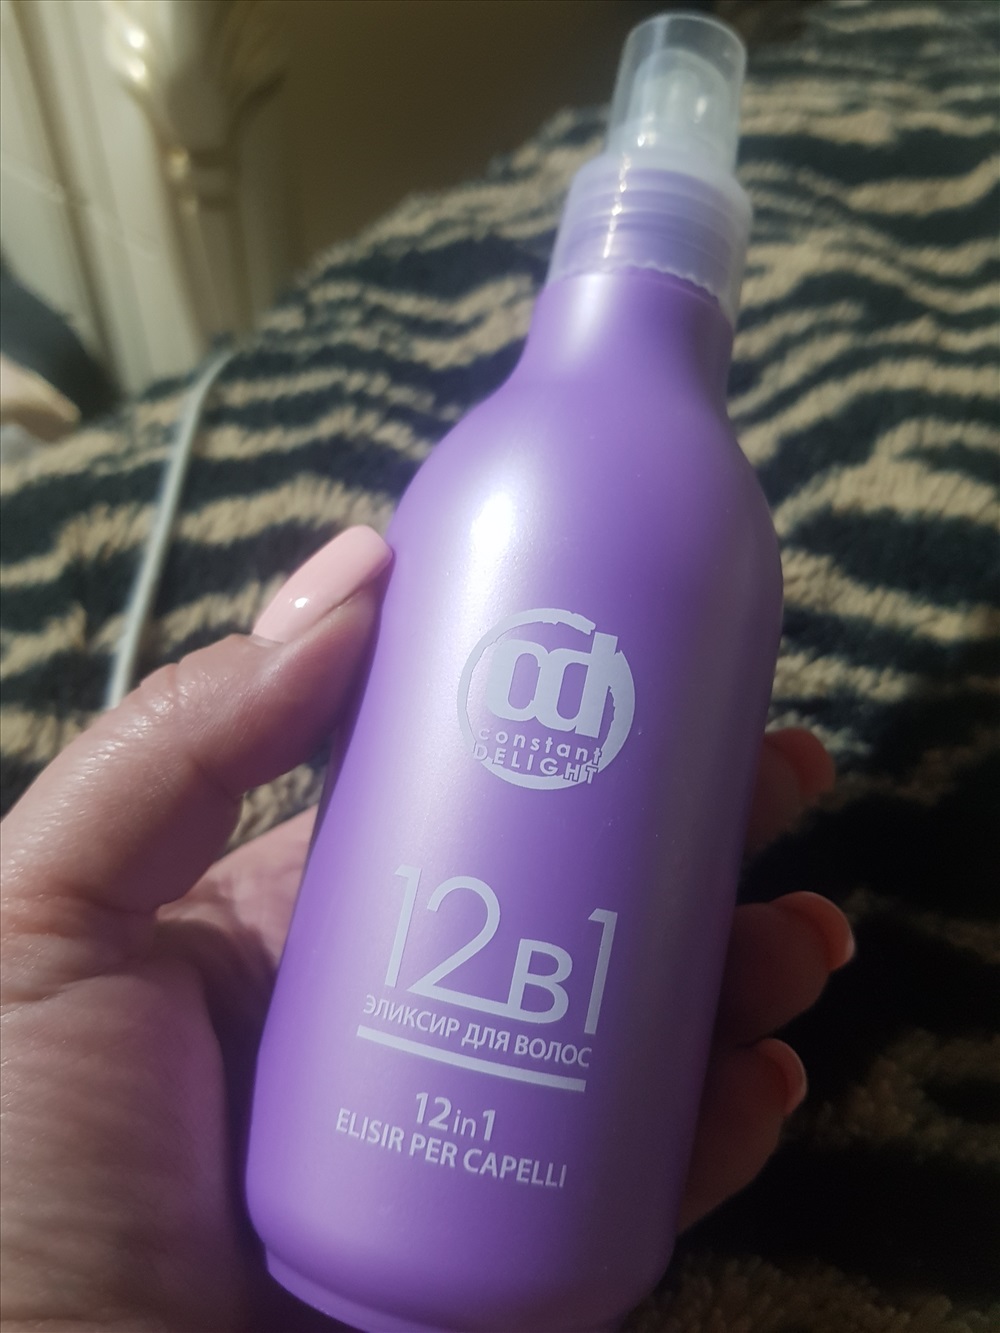 cd
constant
DELIGHT
12в1
ЭЛИКСИР ДЛЯ ВОЛОС
12in1
ELISIR PER CAPELLI